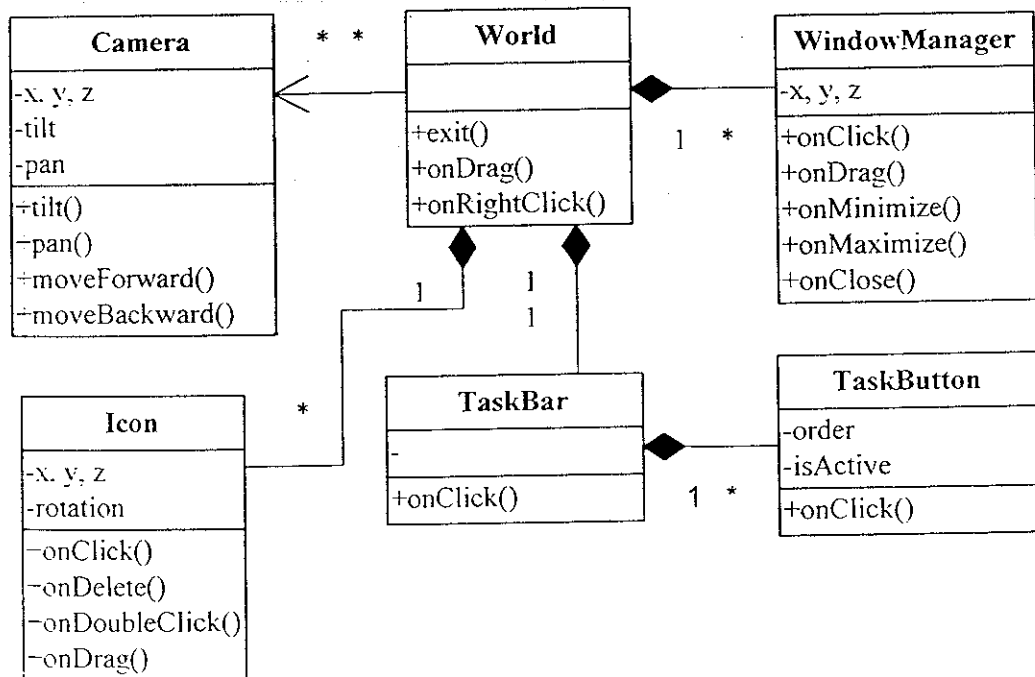 Camera
-x. y, z
-tilt
-pan
+tilt()
+pan()
+moveForward()
+moveBackward()
* *
World
+exit()
+onDrag()
+onRightClick()
WindowManager
-x, y, z
+onClick()
+onDrag()
+onMinimize()
+onMaximize()
+onClose()
1 *
1
*
1
1
Icon
-x. y, z
-rotation
+onClick()
+onDelete()
+onDoubleClick()
+onDrag()
TaskBar
-
+onClick()
1 *
TaskButton
-order
-isActive
+onClick()